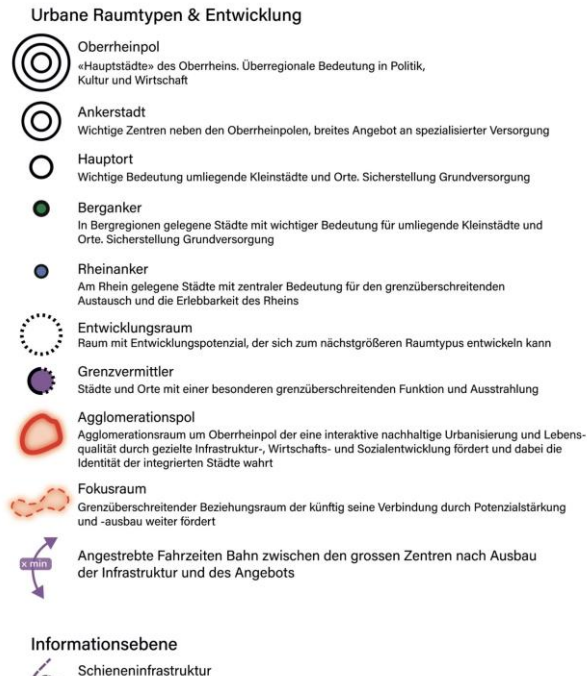 Urbane Raumtypen & Entwicklung
Oberrheinpol
«Hauptstädte» des Oberrheins. Überregionale Bedeutung in Politik,
Kultur und Wirtschaft
Ankerstadt
Wichtige Zentren neben den Oberrheinpolen, breites Angebot an spezialisierter Versorgung
Hauptort
Wichtige Bedeutung umliegende Kleinstädte und Orte. Sicherstellung Grundversorgung
Berganker
In Bergregionen gelegene Städte mit wichtiger Bedeutung für umliegende Kleinstädte und
Orte. Sicherstellung Grundversorgung
Rheinanker
Am Rhein gelegene Städte mit zentraler Bedeutung für den grenzüberschreitenden
Austausch und die Erlebbarkeit des Rheins
Entwicklungsraum
Raum mit Entwicklungspotenzial, der sich zum nächstgrößeren Raumtypus entwickeln kann
Grenzvermittler
Städte und Orte mit einer besonderen grenzüberschreitenden Funktion und Ausstrahlung
Agglomerationspol
Agglomerationsraum um Oberrheinpol der eine interaktive nachhaltige Urbanisierung und Lebens-
qualität durch gezielte Infrastruktur-, Wirtschafts- und Sozialentwicklung fördert und dabei die
Identität der integrierten Städte wahrt
Fokusraum
Grenzüberschreitender Beziehungsraum der künftig seine Verbindung durch Potenzialstärkung
und -ausbau weiter fördert
x min
Angestrebte Fahrzeiten Bahn zwischen den grossen Zentren nach Ausbau
der Infrastruktur und des Angebots
Informationsebene
Schieneninfrastruktur